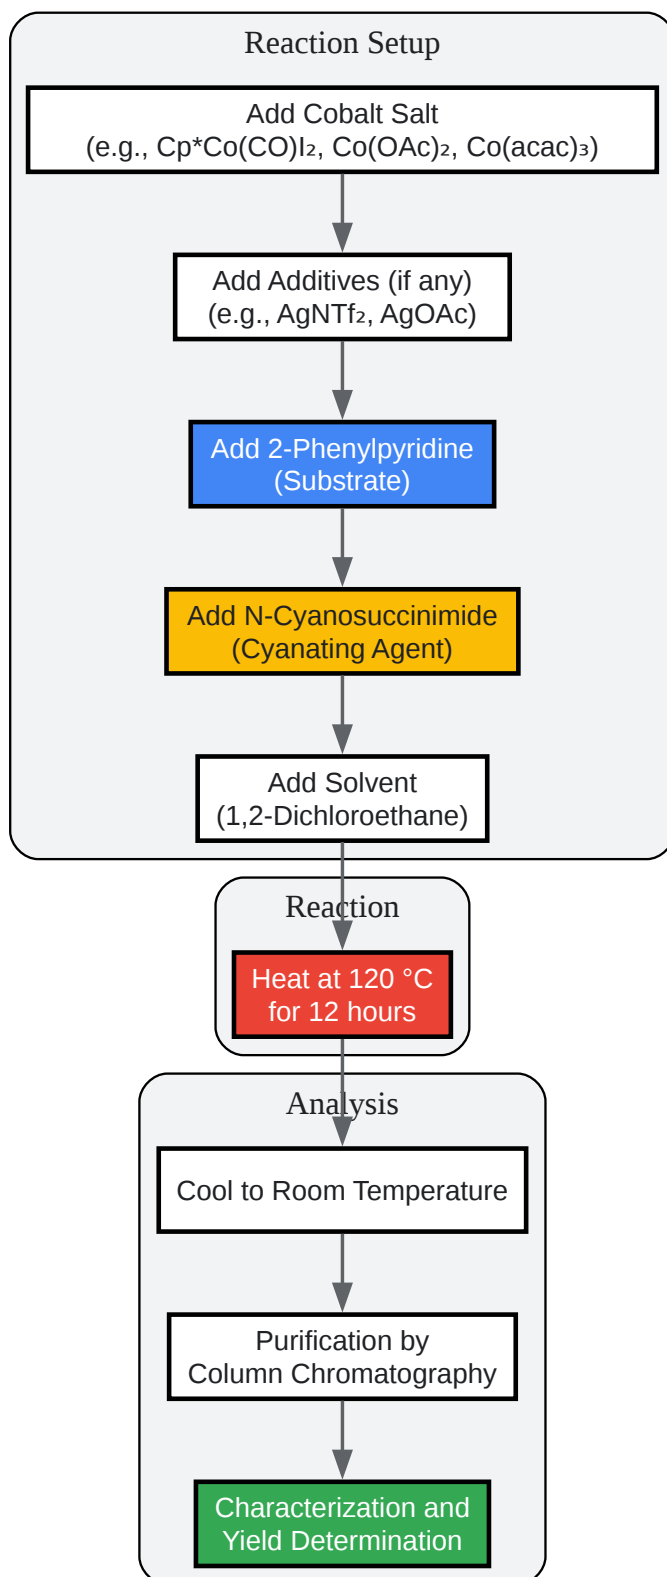 Reaction Setup
Add Cobalt Salt
(e.g., Cp*Co(CO)I₂, Co(OAc)₂, Co(acac)₃)
Add Additives (if any)
(e.g., AgNTf₂, AgOAc)
Add 2-Phenylpyridine
(Substrate)
Add N-Cyanosuccinimide
(Cyanating Agent)
Add Solvent
(1,2-Dichloroethane)
Reaction
Heat at 120 °C
for 12 hours
Analysis
Cool to Room Temperature
Purification by
Column Chromatography
Characterization and
Yield Determination